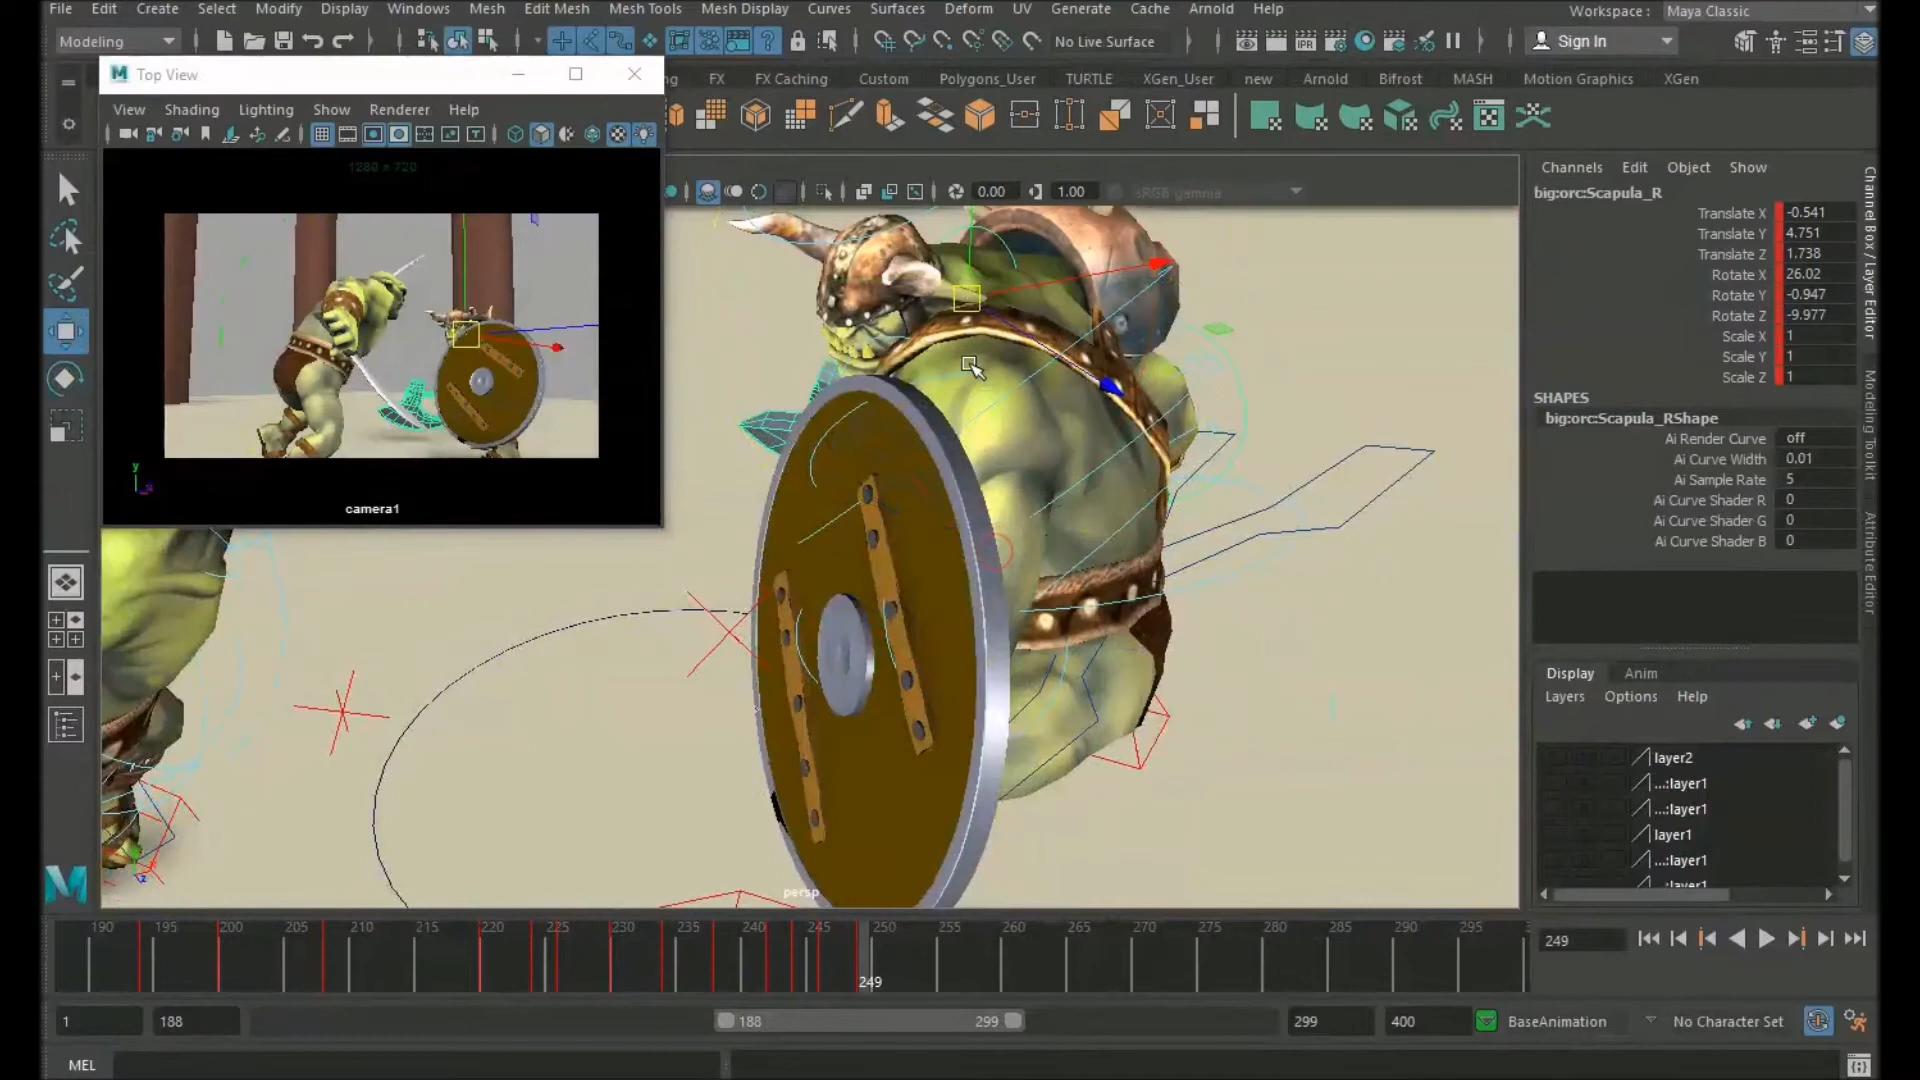 File Edit Create Select Modify Display Windows Mesh Edit Mesh Mesh Tools Mesh Display Curves Surfaces Deform UV Generate Cache Arnold Help
Workspace : Maya Classic
Modeling No Live Surface IPR Sign In
Top View
FX FX Caching Custom Polygons_User TURTLE XGen_User new Arnold Bifrost MASH Motion Graphics XGen
View Shading Lighting Show Renderer Help
1280 x 720
camera1
0.00 1.00 sRGB gamma
persp
Channels Edit Object Show
big:orc:Scapula_R
Translate X -0.541
Translate Y 4.751
Translate Z 1.738
Rotate X 26.02
Rotate Y -0.947
Rotate Z -9.977
Scale X 1
Scale Y 1
Scale Z 1
SHAPES
big:orc:Scapula_RShape
Ai Render Curve off
Ai Curve Width 0.01
Ai Sample Rate 5
Ai Curve Shader R 0
Ai Curve Shader G 0
Ai Curve Shader B 0
Channel Box / Layer Editor
Modeling Toolkit
Attribute Editor
Display Anim
Layers Options Help
layer2
...:layer1
...:layer1
layer1
...:layer1
...:layer1
190 195 200 205 210 215 220 225 230 235 240 245 250 255 260 265 270 275 280 285 290 295
249
249
1 188 188 299 299 400 BaseAnimation No Character Set
MEL